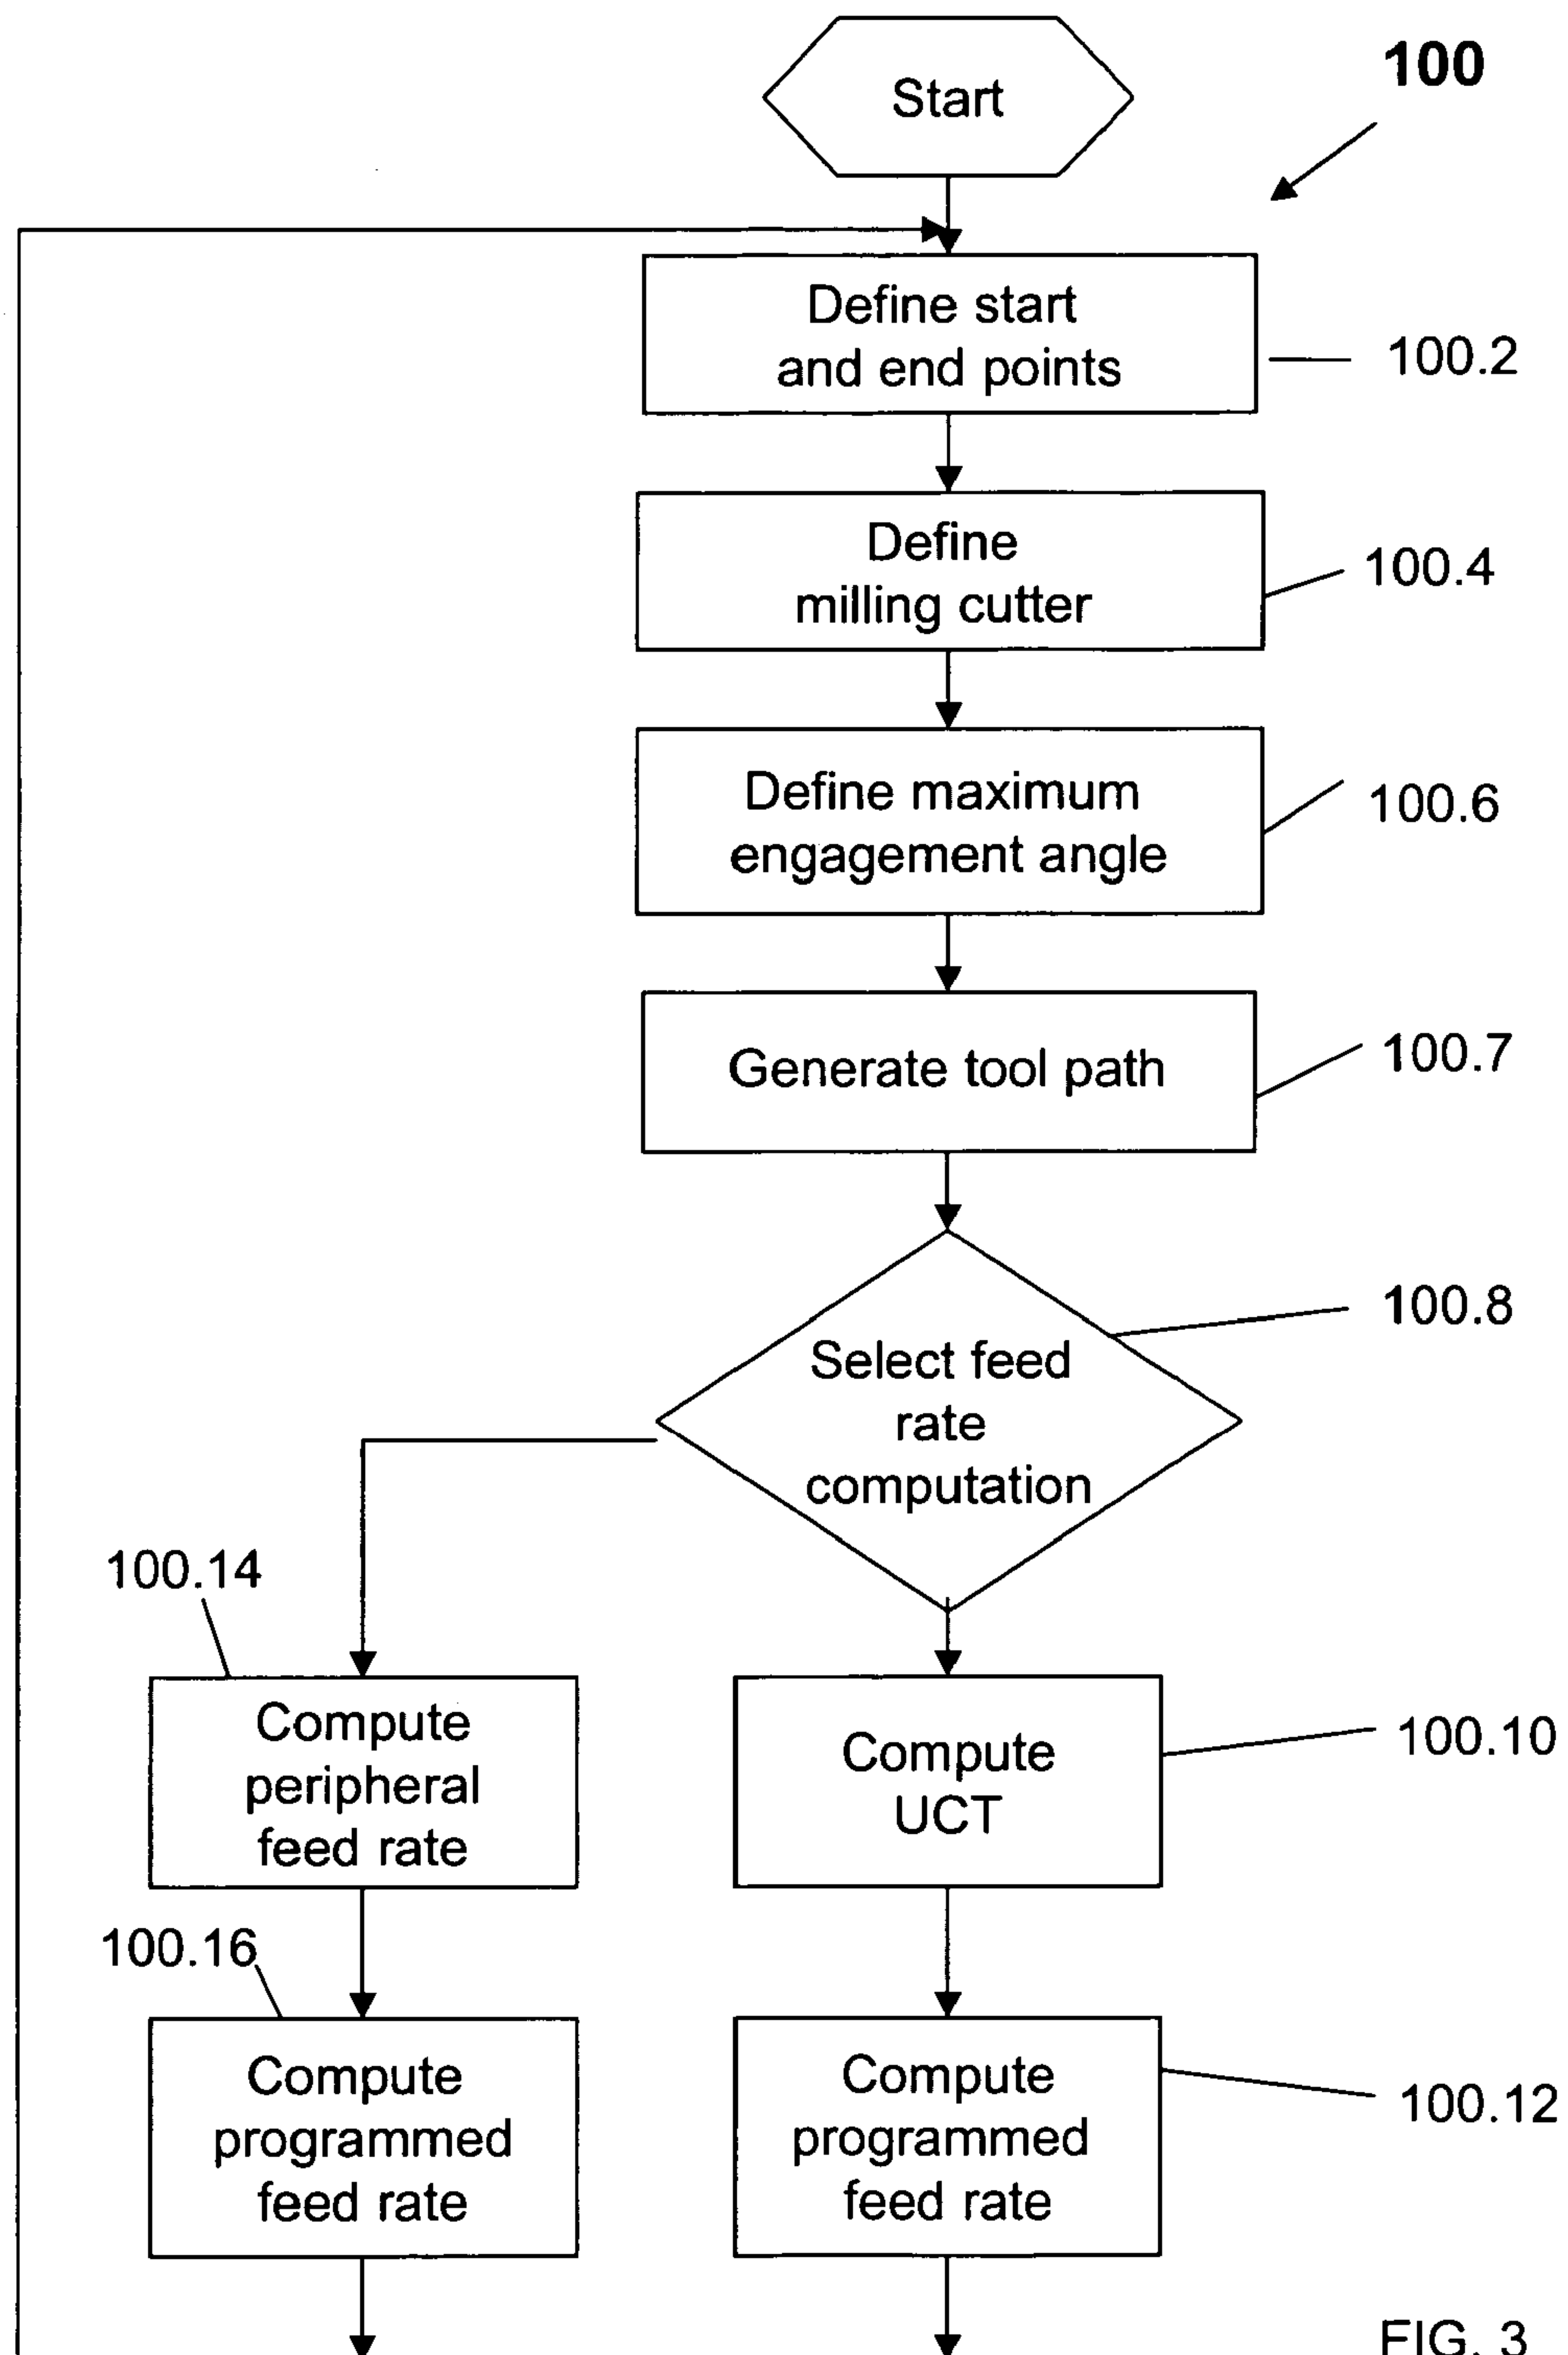 Start
100
Define start
and end points
100.2
Define
milling cutter
100.4
Define maximum
engagement angle
100.6
Generate tool path
100.7
Select feed
rate
computation
100.8
100.14
Compute
peripheral
feed rate
Compute
UCT
100.10
100.16
Compute
programmed
feed rate
Compute
programmed
feed rate
100.12
FIG. 3